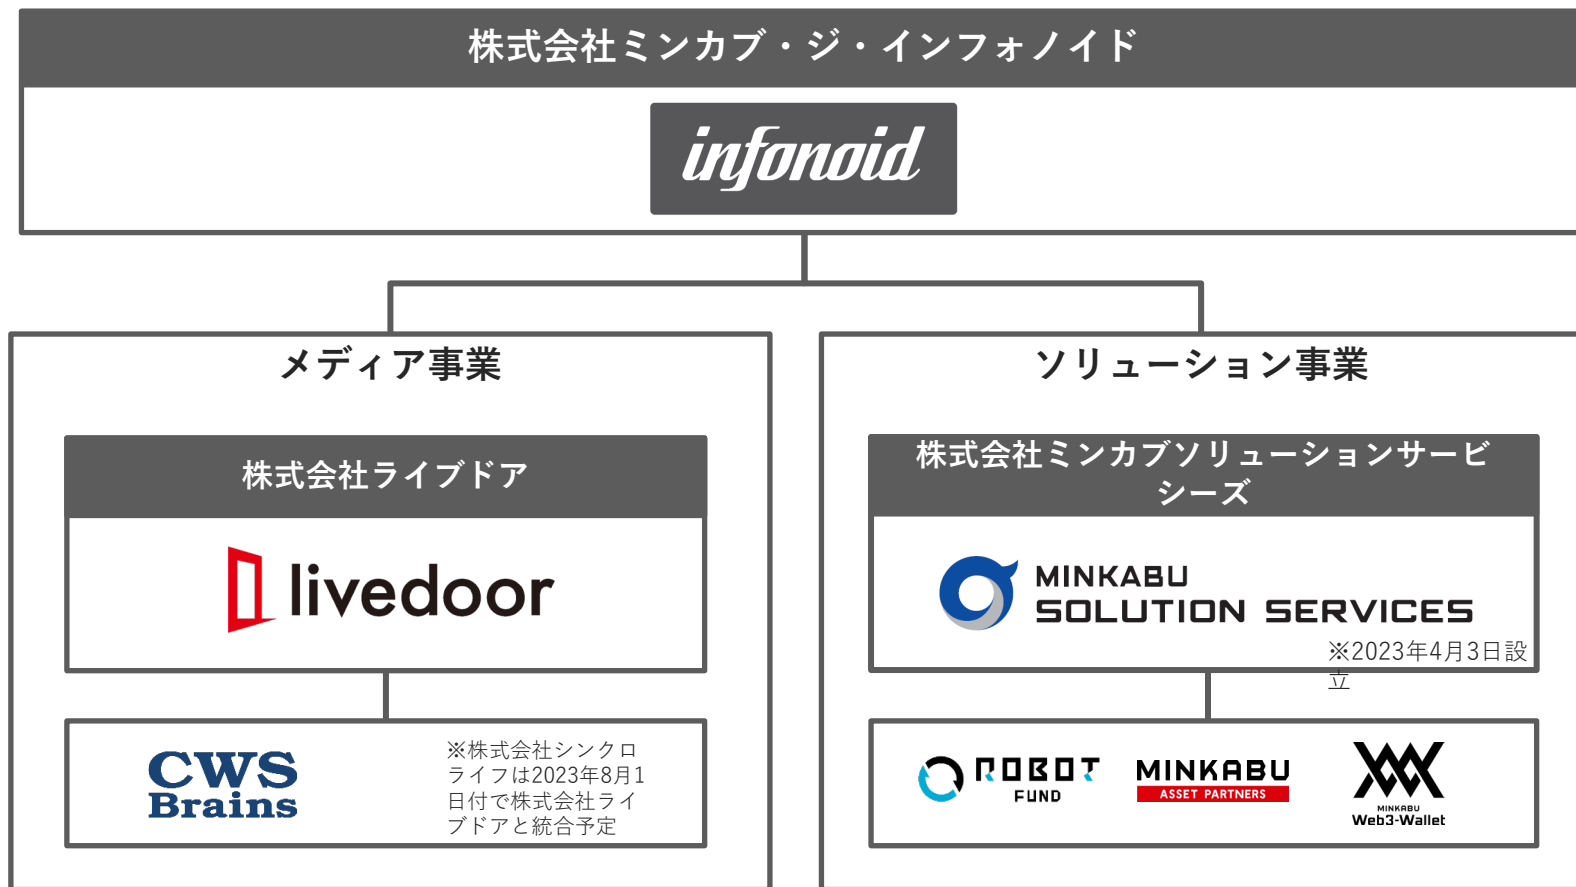 株式会社ミンカブ・ジ・インフォノイド
infonoid
メディア事業
株式会社ライブドア
livedoor
CWS
Brains
※株式会社シンクロ
ライフは2023年8月1
日付で株式会社ライ
ブドアと統合予定
ソリューション事業
株式会社ミンカブソリューションサービ
シーズ
MINKABU
SOLUTION SERVICES
※2023年4月3日設
立
ROBOT
FUND
MINKABU
ASSET PARTNERS
MINKABU
Web3-Wallet